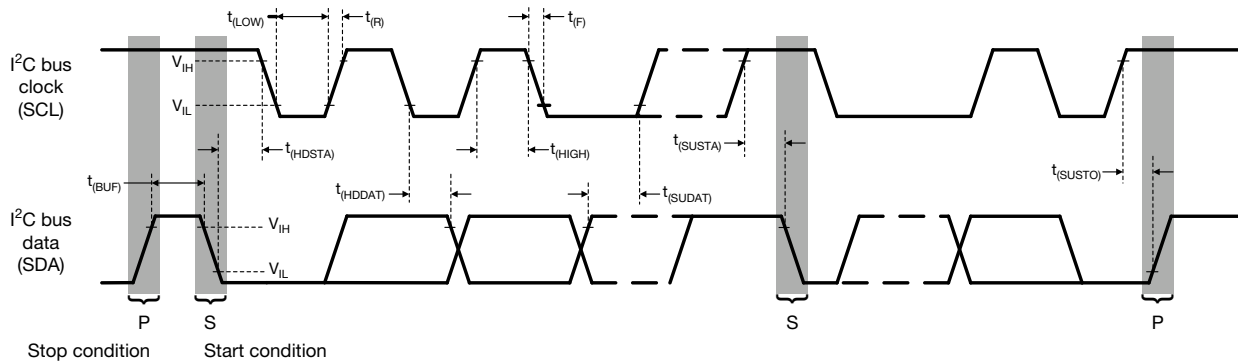 t(LOW) t(R) t(F)
I²C bus
clock
(SCL)
VIH
VIL
t(HDSTA) t(HIGH) t(SUSTA)
t(BUF) t(HDDAT) t(SUDAT) t(SUSTO)
I²C bus
data
(SDA)
VIH
VIL
P S S P
Stop condition Start condition